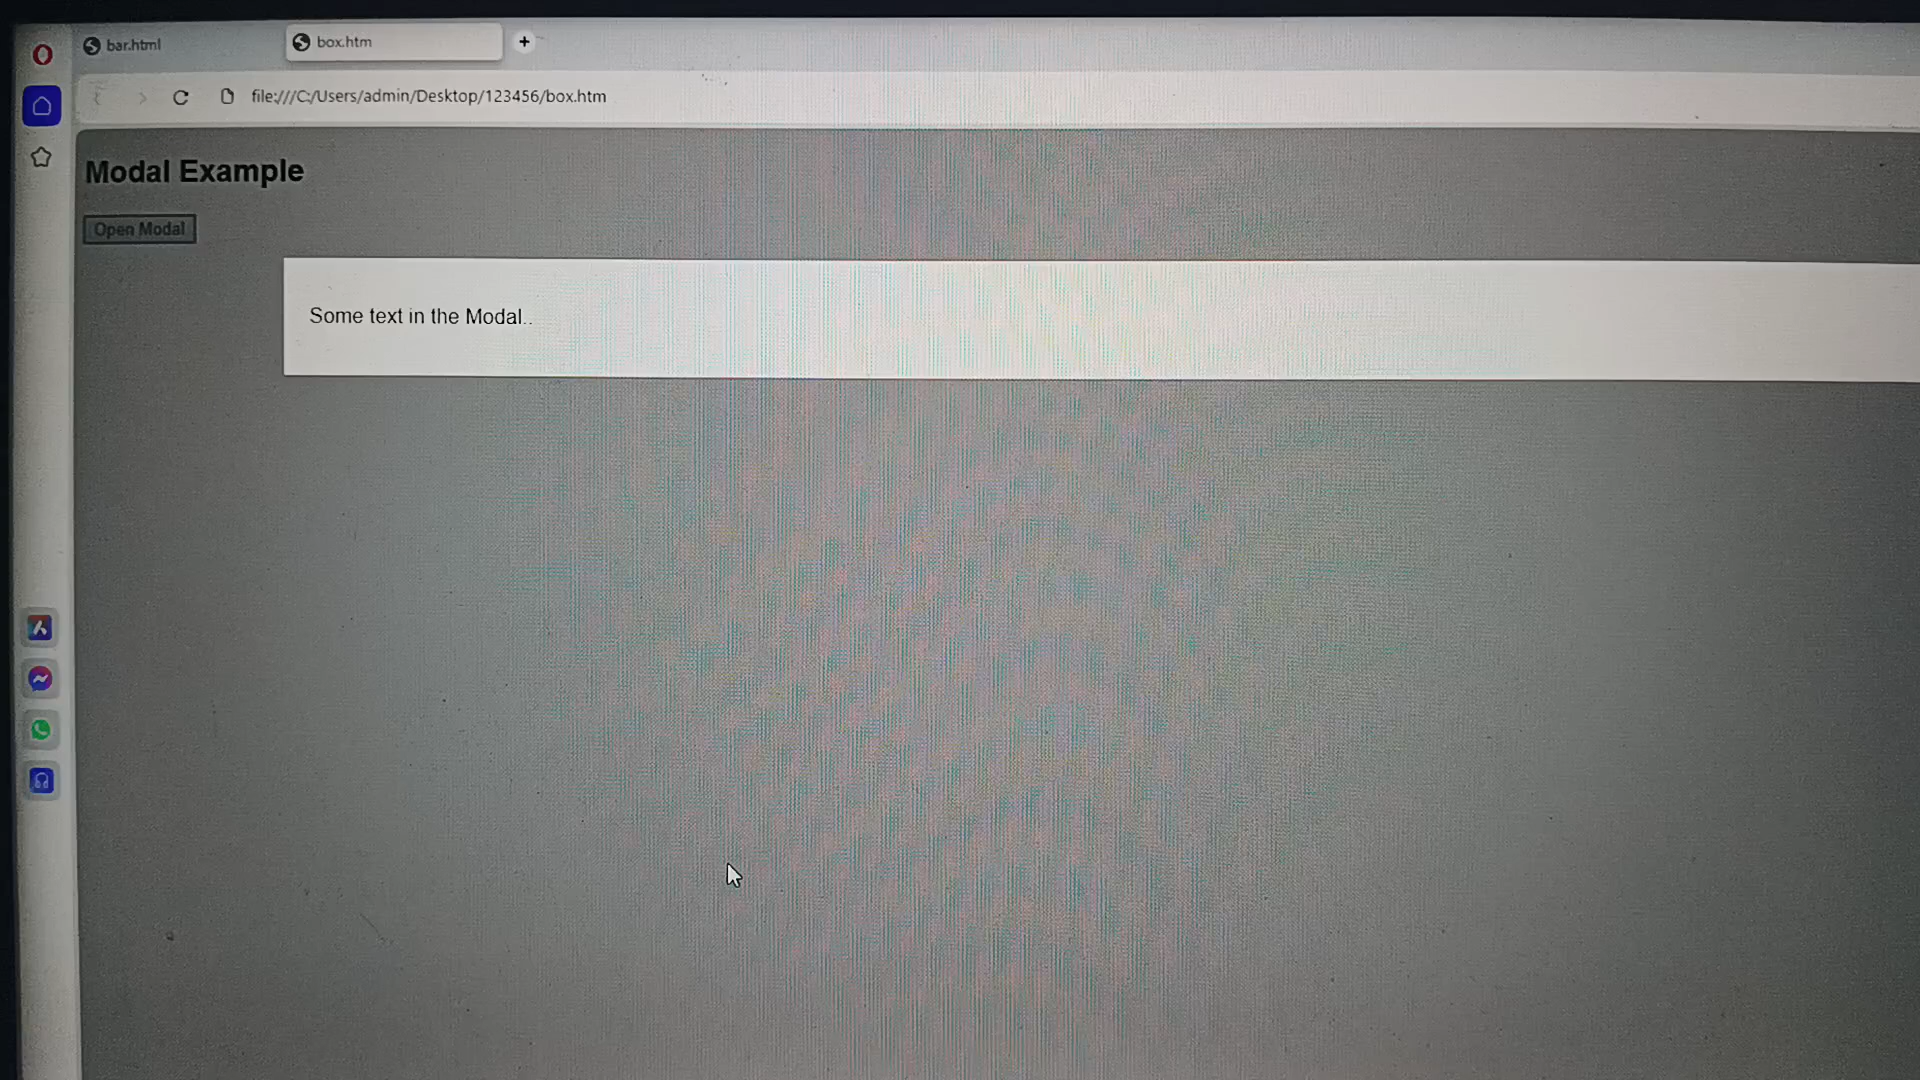 bar.html
box.htm
file:///C:/Users/admin/Desktop/123456/box.htm
Modal Example
Open Modal
Some text in the Modal..